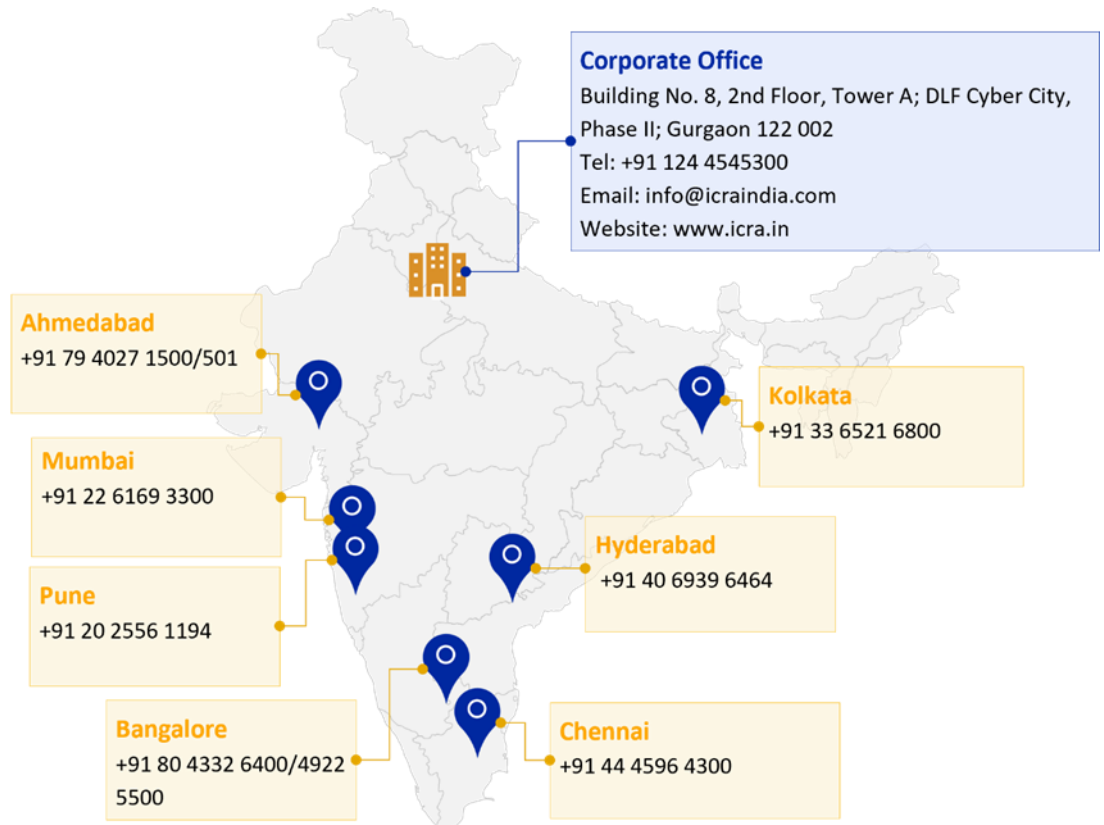 Corporate Office
Building No. 8, 2nd Floor, Tower A; DLF Cyber City,
Phase II; Gurgaon 122 002
Tel: +91 124 4545300
Email: info@icraindia.com
Website: www.icra.in
Ahmedabad
+91 79 4027 1500/501
Kolkata
+91 33 6521 6800
Mumbai
+91 22 6169 3300
Hyderabad
+91 40 6939 6464
Pune
+91 20 2556 1194
Bangalore
+91 80 4332 6400/4922
5500
Chennai
+91 44 4596 4300